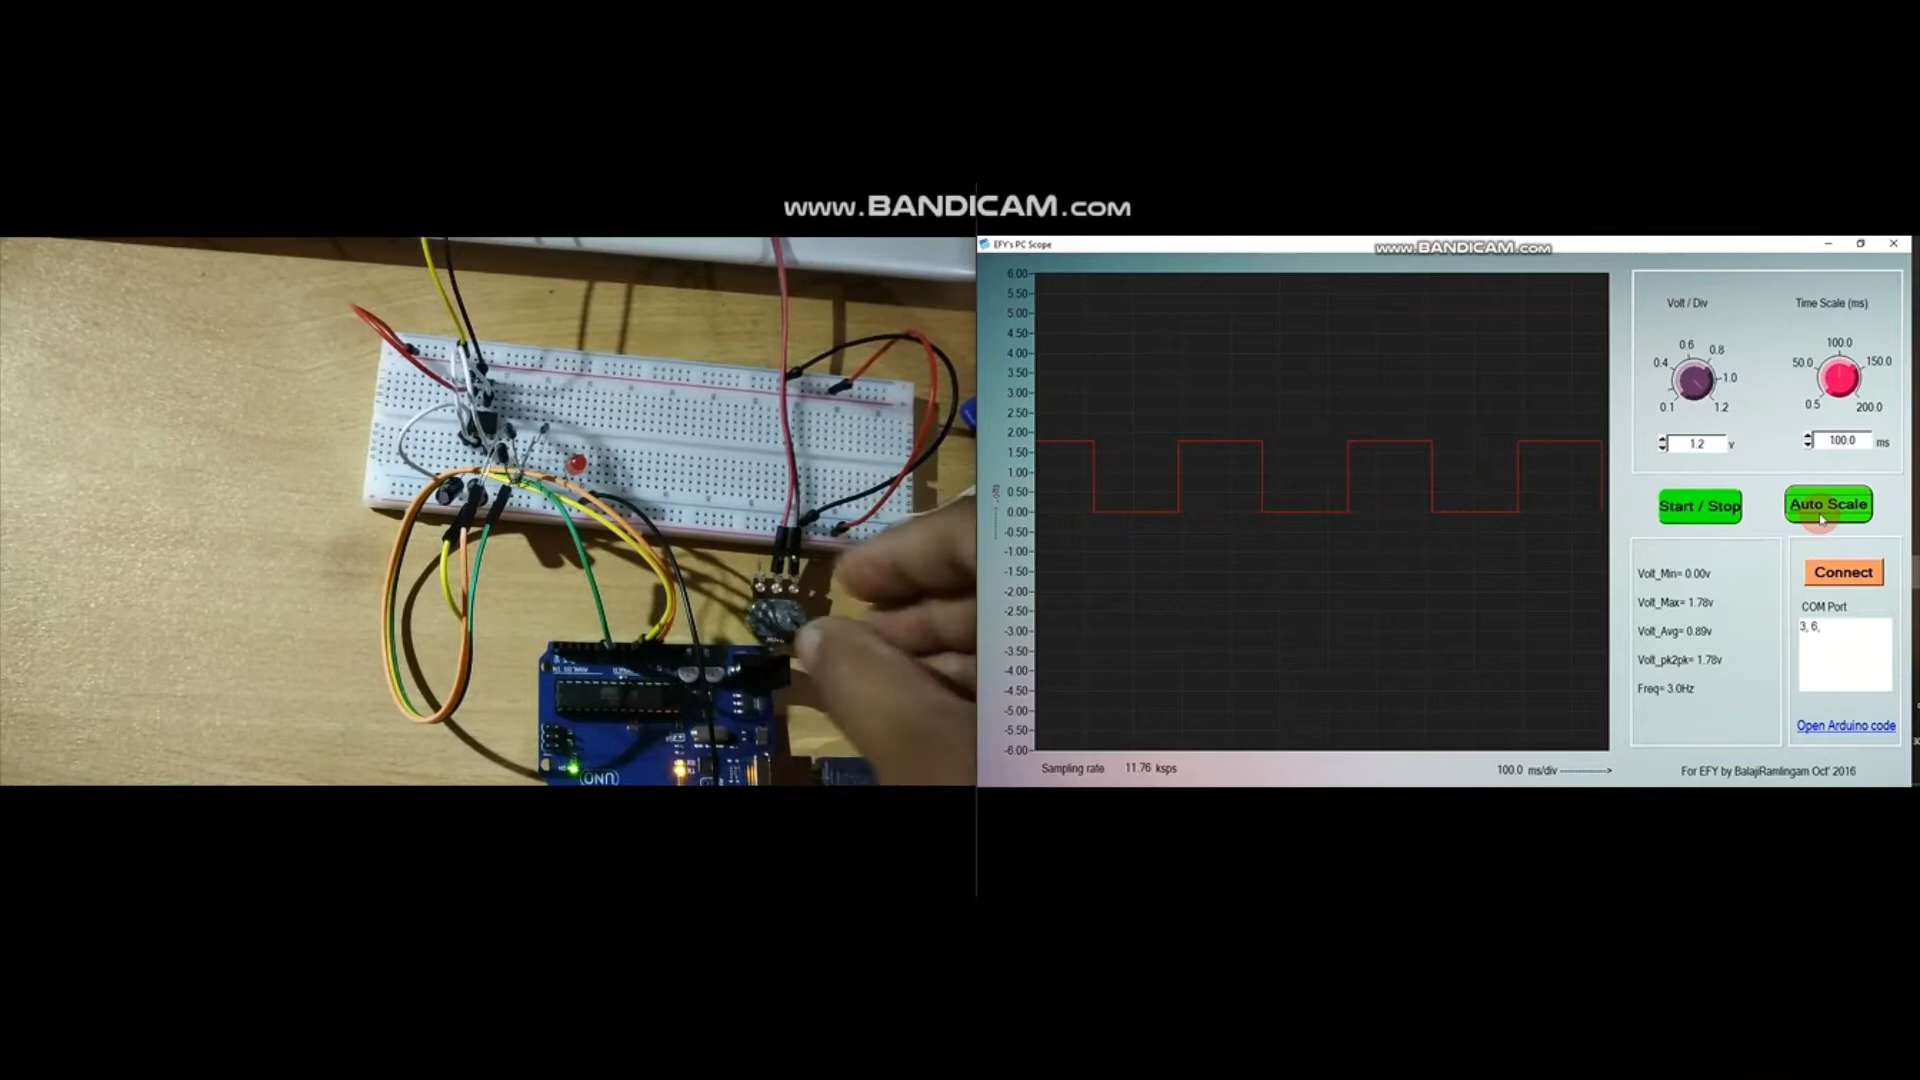 www.BANDICAM.com
EFY's PC Scope
www.BANDICAM.com
6.00
5.50
5.00
4.50
4.00
3.50
3.00
2.50
2.00
1.50
1.00
0.50
0.00
-0.50
-1.00
-1.50
-2.00
-2.50
-3.00
-3.50
-4.00
-4.50
-5.00
-5.50
-6.00
Sampling rate 11.76 ksps
100.0 ms/div
Volt / Div
Time Scale (ms)
0.6
0.4 0.8
1.0
0.1 1.2
100.0
50.0 150.0
0.5 200.0
1.2 v
100.0 ms
Start / Stop
Auto Scale
Volt_Min= 0.00v
Volt_Max= 1.78v
Volt_Avg= 0.89v
Volt_pk2pk= 1.78v
Freq= 3.0Hz
Connect
COM Port
3, 6,
Open Arduino code
For EFY by BalajiRamlingam Oct' 2016
UNO